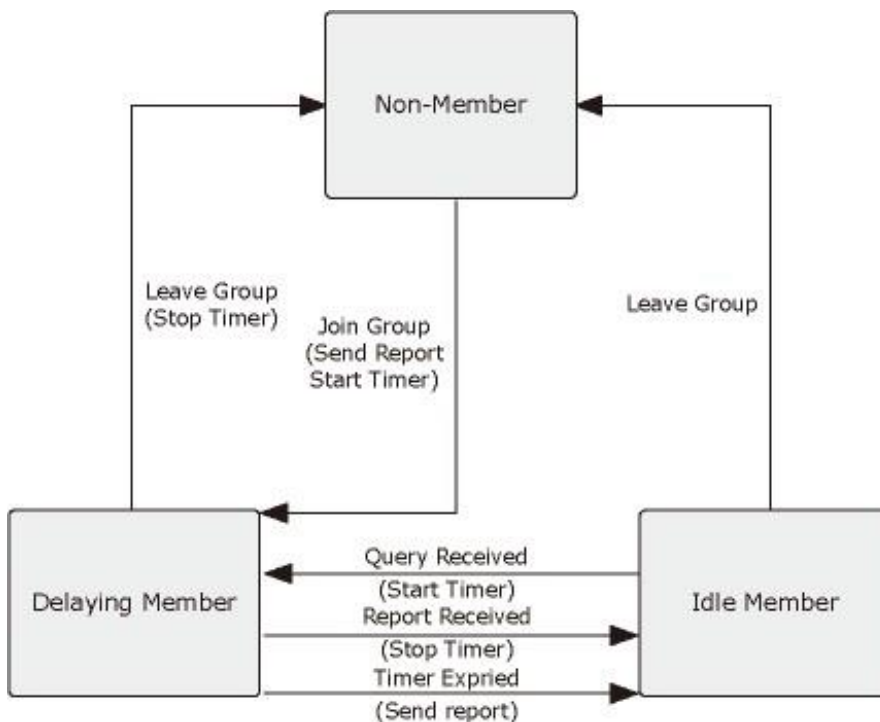 Non-Member
Leave Group
(Stop Timer)
Join Group
(Send Report
Start Timer)
Leave Group
Delaying Member
Query Received
(Start Timer)
Report Received
(Stop Timer)
Timer Expried
(Send report)
Idle Member